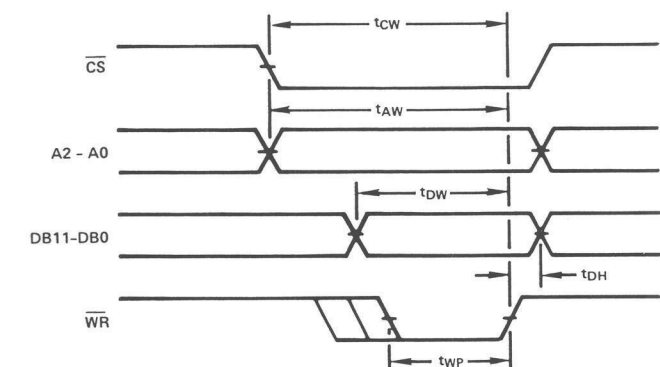 tCW
CS
tAW
A2 - A0
tDW
DB11-DB0
tDH
WR
tWP